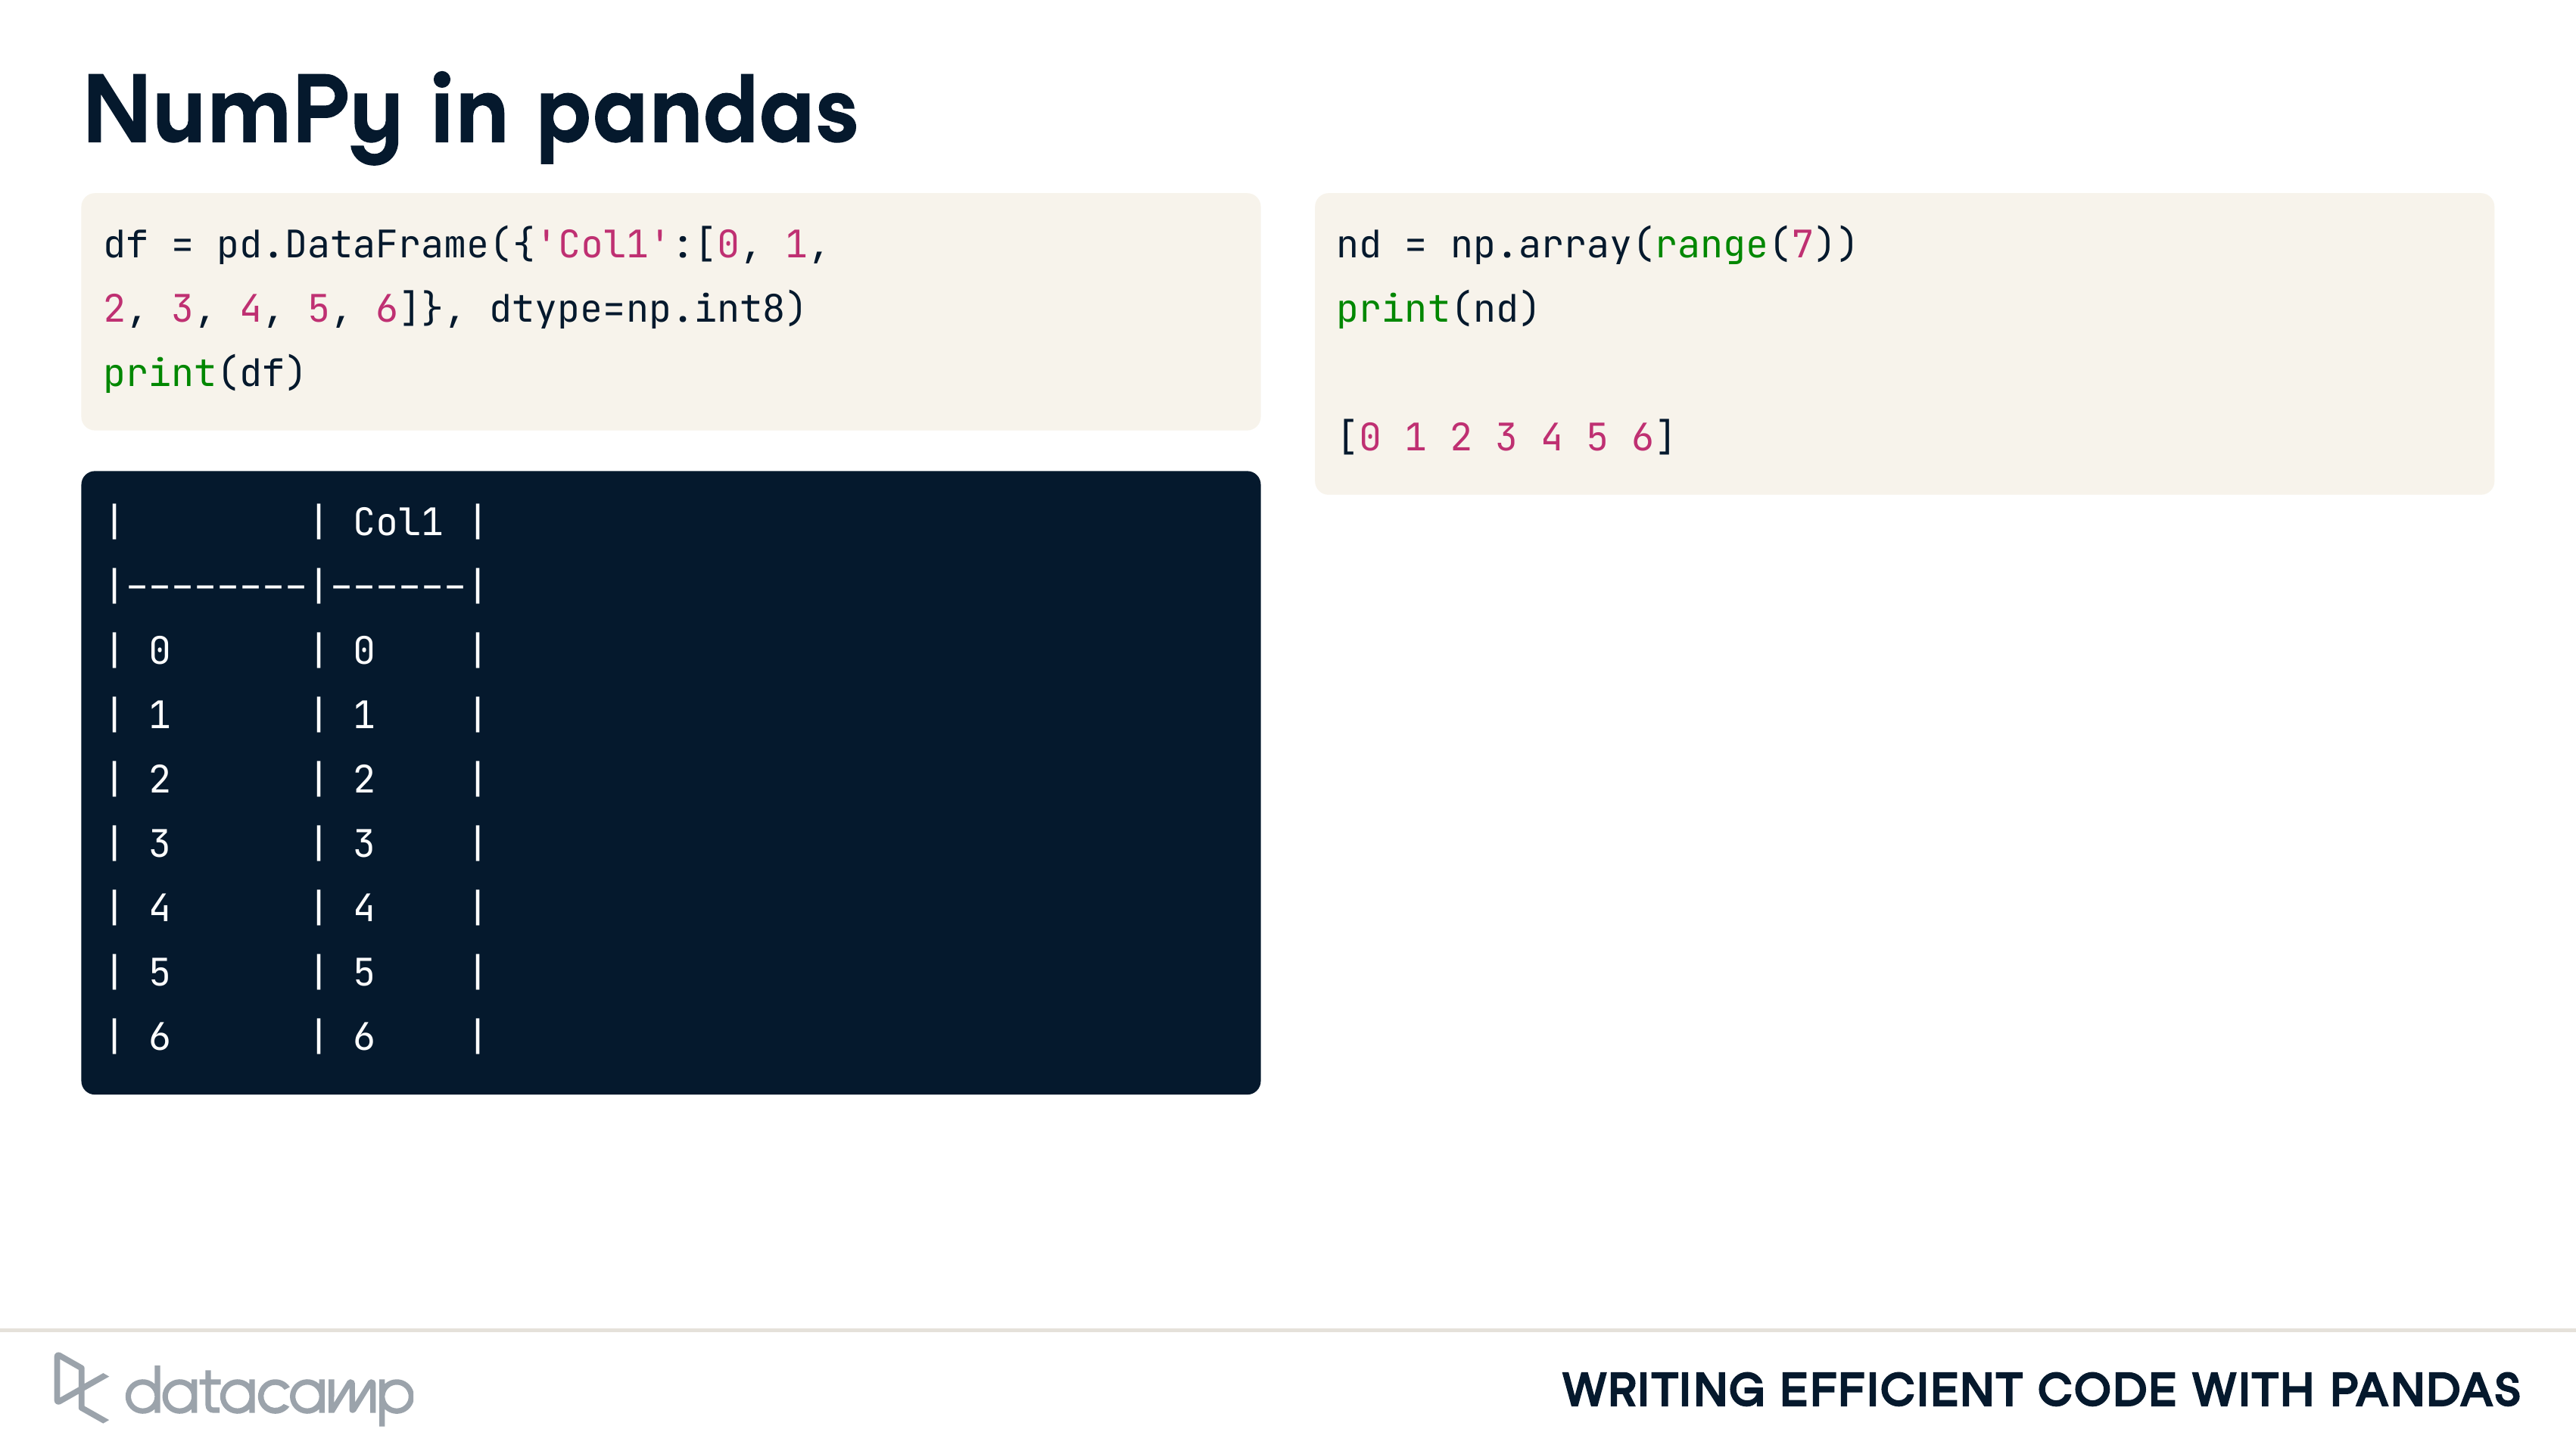 NumPy in pandas
df = pd.DataFrame({'Col1':[0, 1,
2, 3, 4, 5, 6]}, dtype=np.int8)
print(df)
|        | Col1 |
|--------|------|
| 0      | 0    |
| 1      | 1    |
| 2      | 2    |
| 3      | 3    |
| 4      | 4    |
| 5      | 5    |
| 6      | 6    |
nd = np.array(range(7))
print(nd)
[0 1 2 3 4 5 6]
datacamp
WRITING EFFICIENT CODE WITH PANDAS